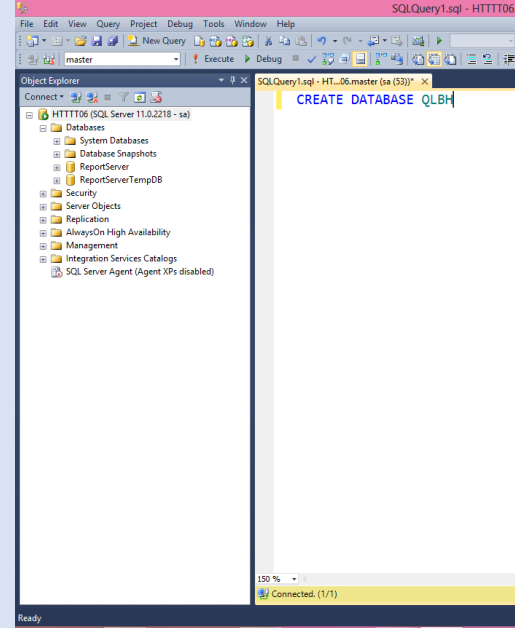 SQLQuery1.sql - HTTTT06.
File Edit View Query Project Debug Tools Window Help
New Query
master Execute Debug
Object Explorer
Connect
HTTTT06 (SQL Server 11.0.2218 - sa)
Databases
System Databases
Database Snapshots
ReportServer
ReportServerTempDB
Security
Server Objects
Replication
AlwaysOn High Availability
Management
Integration Services Catalogs
SQL Server Agent (Agent XPs disabled)
SQLQuery1.sql - HT...06.master (sa (53))*
CREATE DATABASE QLBH
150 %
Connected. (1/1)
Ready